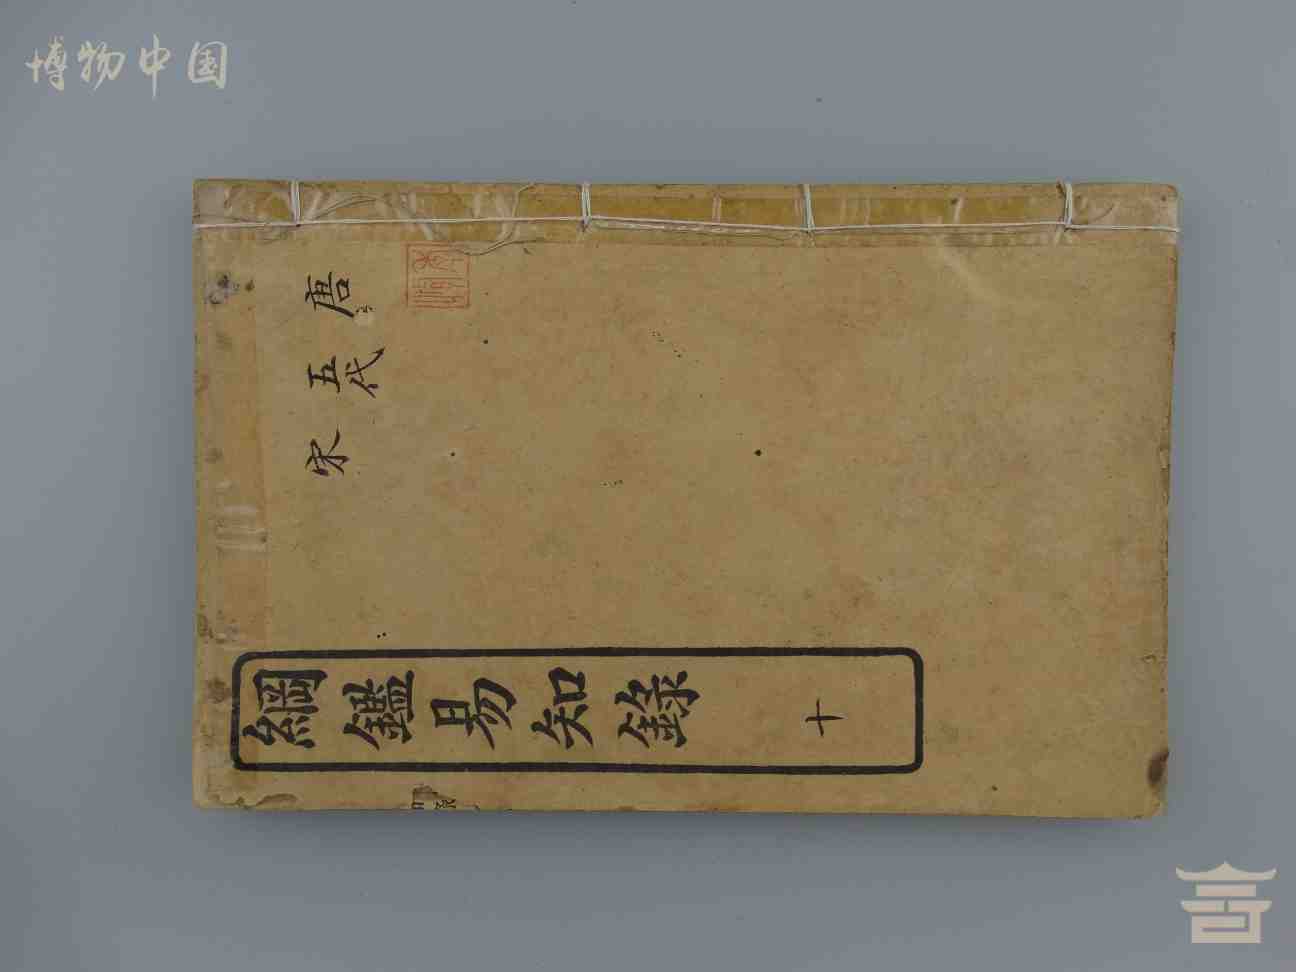 博物中国
唐
五代
宋
綱鑑易知錄 十